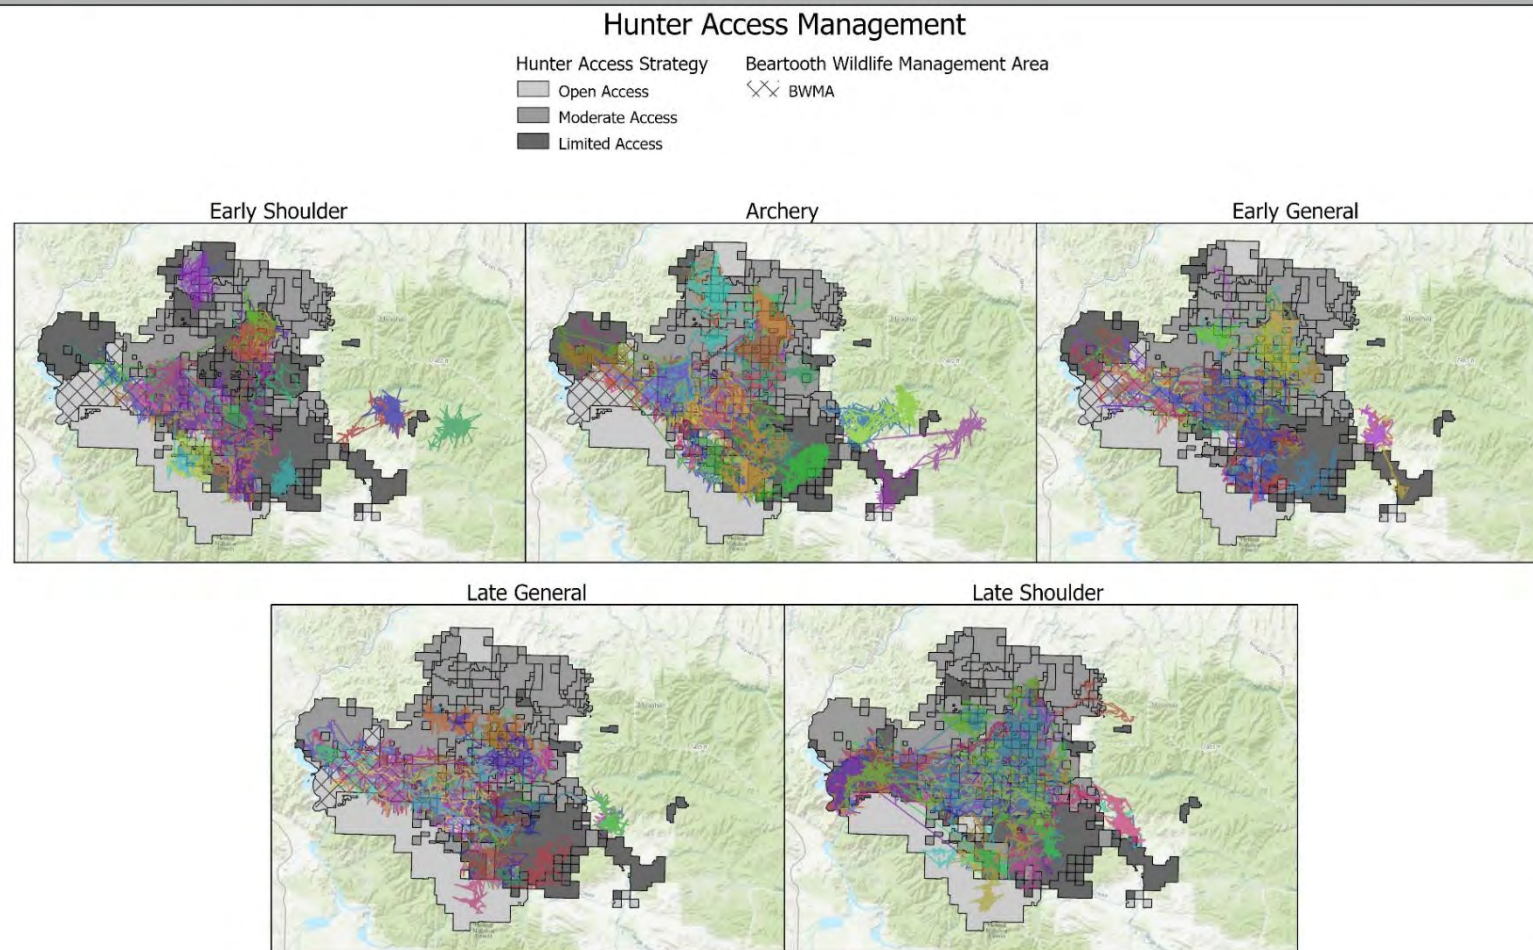 Hunter Access Management
Hunter Access Strategy
Open Access
Moderate Access
Limited Access
Beartooth Wildlife Management Area
BWMA
Early Shoulder
Archery
Early General
Late General
Late Shoulder